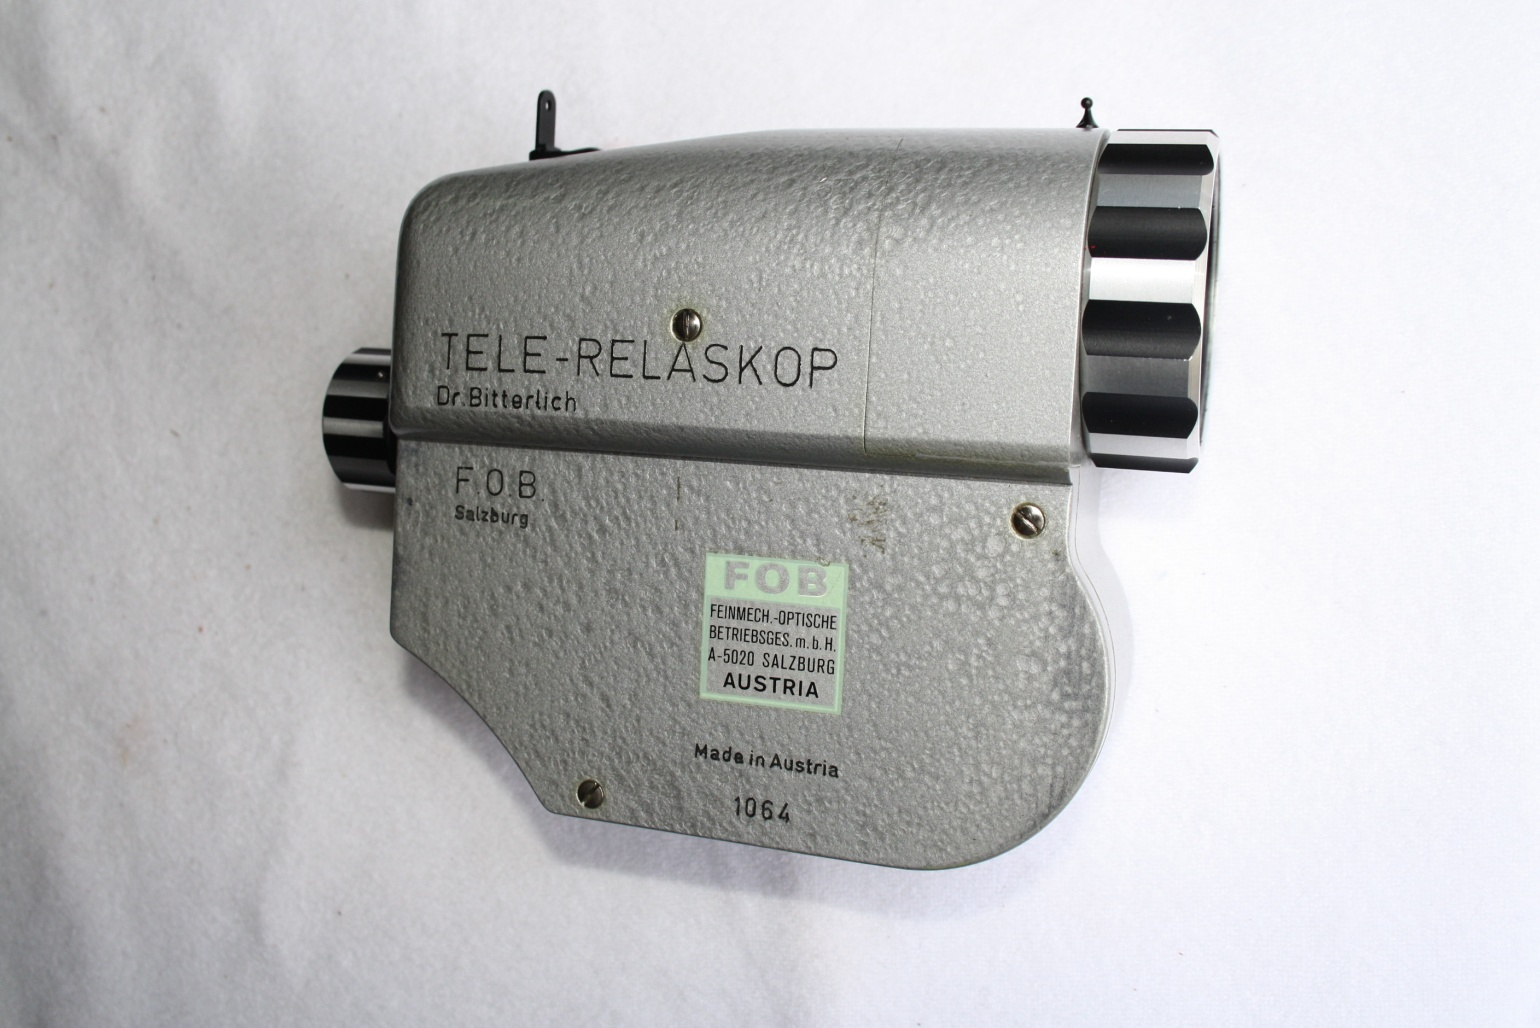 TELE-RELASKOP
Dr. Bitterlich
F.O.B.
Salzburg
FOB
FEINMECH.-OPTISCHE
BETRIEBSGES. m. b. H.
A-5020 SALZBURG
AUSTRIA
Made in Austria
1064